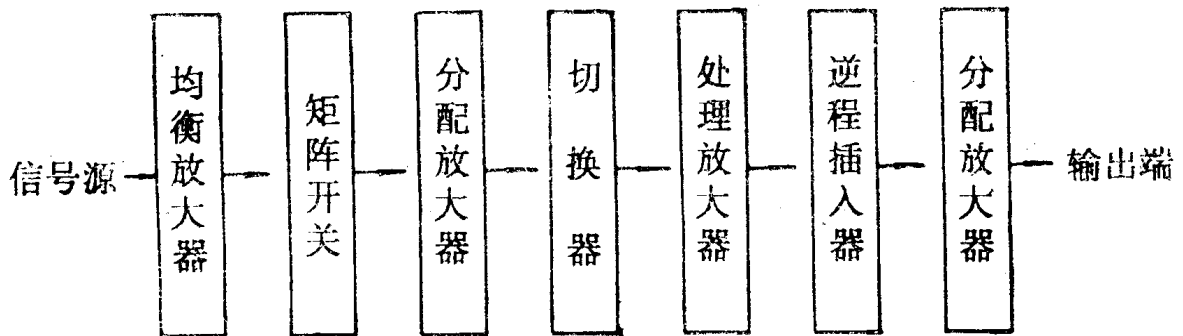 信号源
均衡放大器
矩阵开关
分配放大器
切换器
处理放大器
逆程插入器
分配放大器
输出端